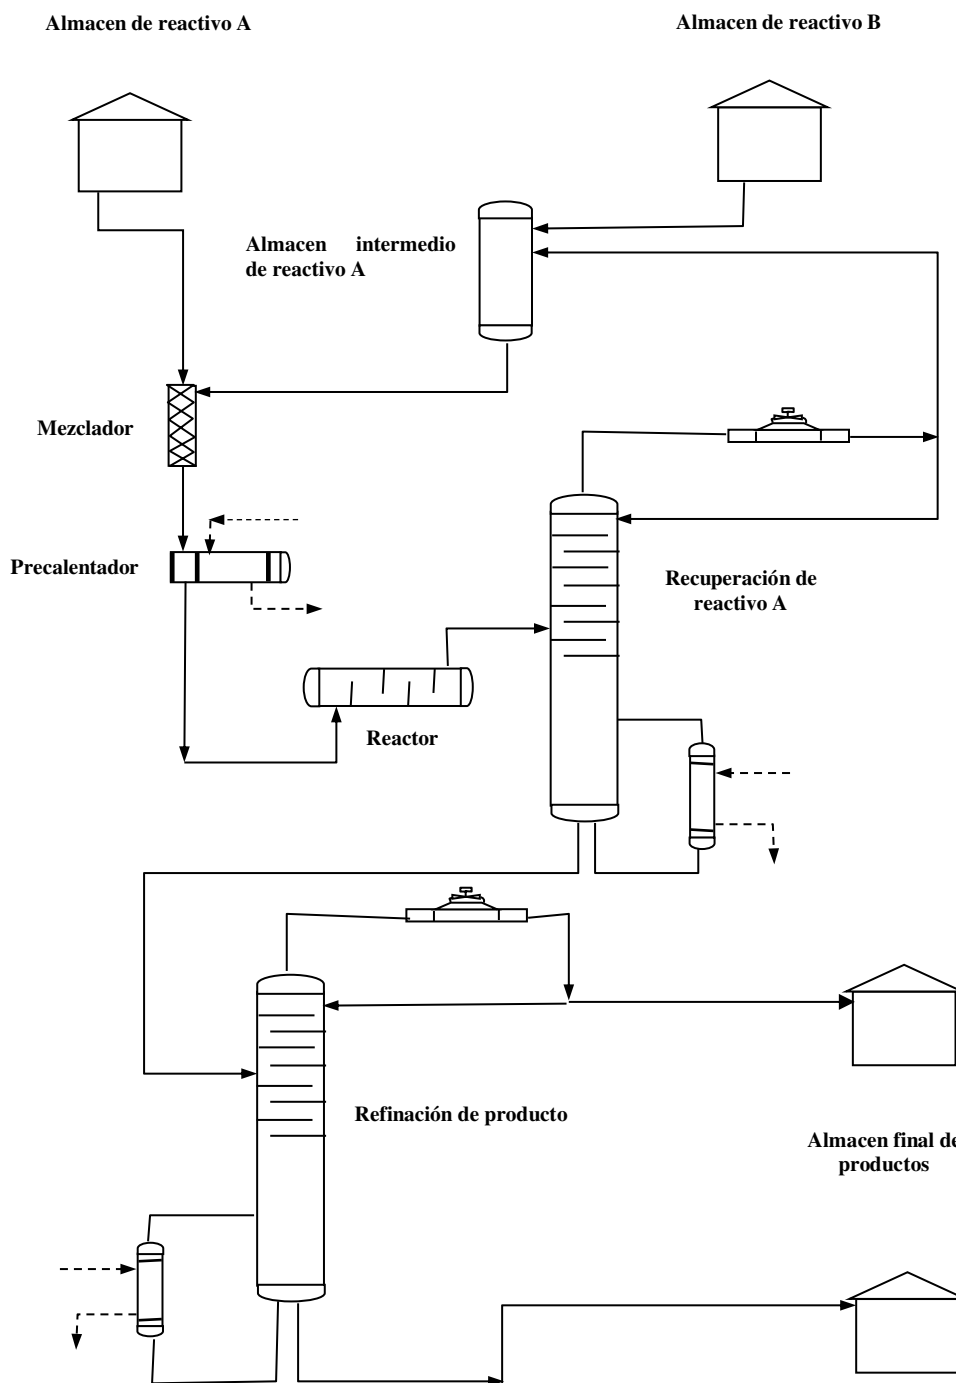 Almacen de reactivo A
Almacen de reactivo B
Almacen intermedio
de reactivo A
Mezclador
Precalentador
Recuperación de
reactivo A
Reactor
Refinación de producto
Almacen final de
productos